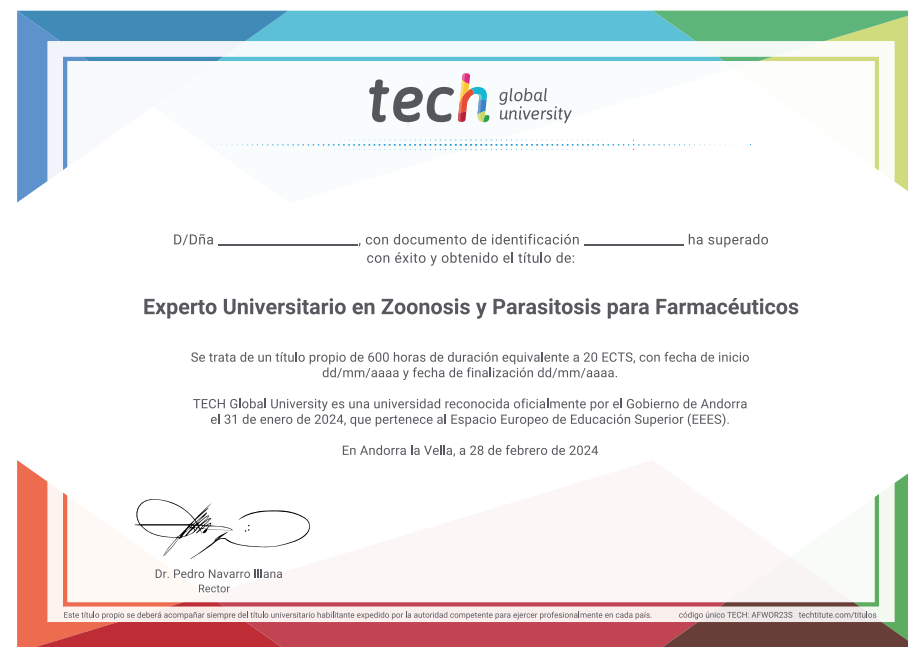 tech global
university
D/Dña ____________________, con documento de identificación ______________ ha superado
con éxito y obtenido el título de:
Experto Universitario en Zoonosis y Parasitosis para Farmacéuticos
Se trata de un título propio de 600 horas de duración equivalente a 20 ECTS, con fecha de inicio
dd/mm/aaaa y fecha de finalización dd/mm/aaaa.
TECH Global University es una universidad reconocida oficialmente por el Gobierno de Andorra
el 31 de enero de 2024, que pertenece al Espacio Europeo de Educación Superior (EEES).
En Andorra la Vella, a 28 de febrero de 2024
Dr. Pedro Navarro Illana
Rector
Este título propio se deberá acompañar siempre del título universitario habilitante expedido por la autoridad competente para ejercer profesionalmente en cada país. código único TECH: AFWOR23S techtitute.com/titulos